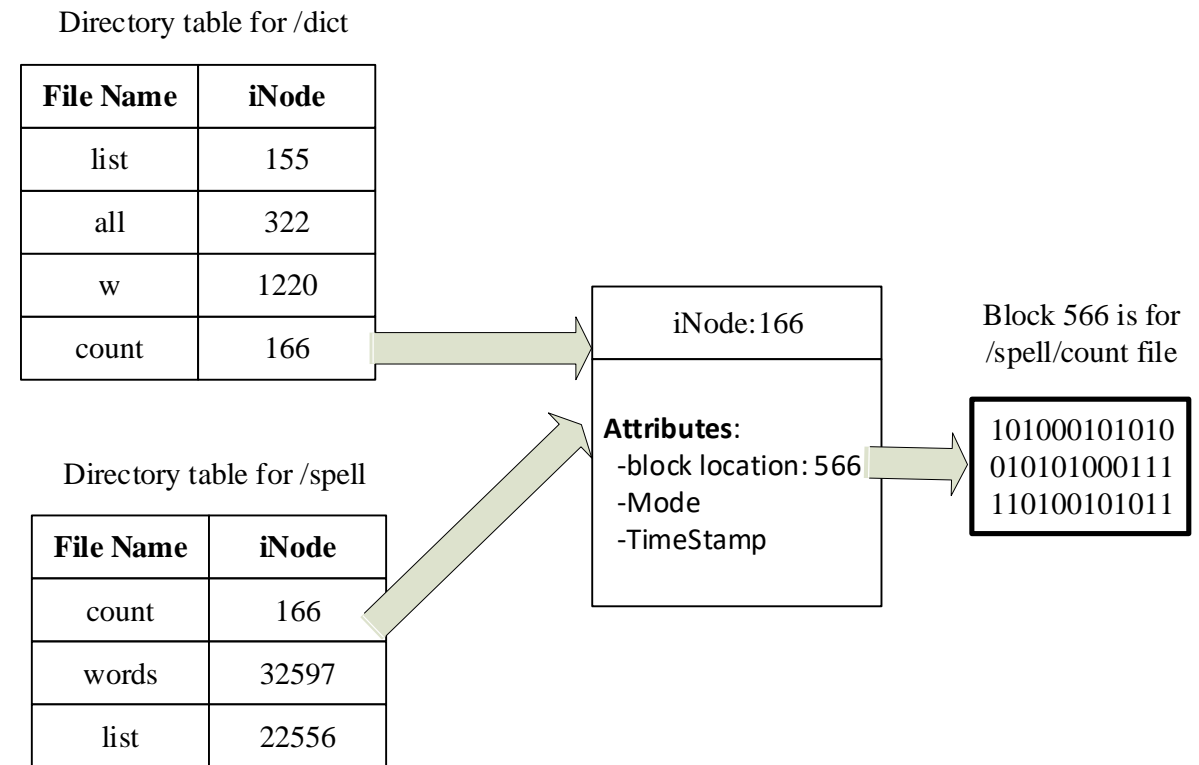 Directory table for /dict
File Name iNode
list 155
all 322
w 1220
count 166
Directory table for /spell
File Name iNode
count 166
words 32597
list 22556
iNode:166
Attributes:
-block location: 566
-Mode
-TimeStamp
Block 566 is for
/spell/count file
101000101010
010101000111
110100101011